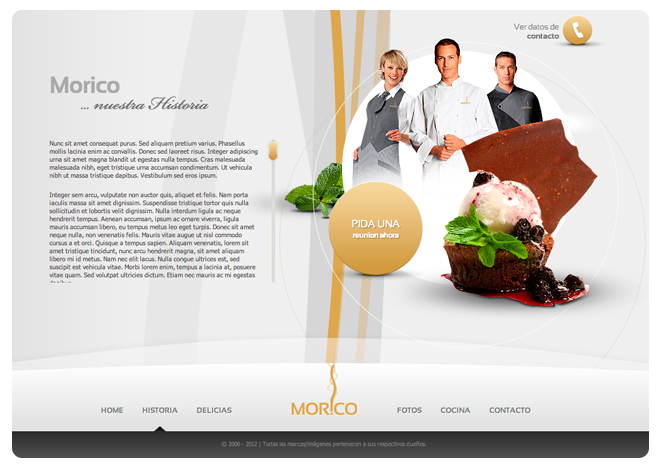 Ver datos de
contacto
Morico
... nuestra Historia
Nunc sit amet consequat purus. Sed aliquam pretium varius. Phasellus
mollis lacinia enim ac convallis. Donec sed laoreet risus. Integer adipiscing
urna sit amet magna blandit ut egestas nulla tempus. Cras malesuada
malesuada nibh, eget tristique urna accumsan condimentum. Ut vehicula
nibh ut massa tristique dapibus. Vestibulum sed eros ipsum.
Integer sem arcu, vulputate non auctor quis, aliquet et felis. Nam porta
iaculis massa sit amet dignissim. Suspendisse tristique tortor quis nulla
sollicitudin et lobortis velit dignissim. Nulla interdum ligula ac neque
hendrerit tempus. Aenean accumsan, ipsum ac ornare viverra, ligula
mauris accumsan libero, eu tempus metus leo eget turpis. Donec sit amet
neque nulla, non venenatis felis. Mauris vitae augue ut nisl commodo
cursus a et orci. Quisque a tempus sapien. Aliquam venenatis, lorem sit
amet tristique tincidunt, nunc arcu hendrerit magna, sit amet aliquam
libero mi id metus. Nam nec elit lacus. Nulla congue ultrices est, sed
suscipit est vehicula vitae. Morbi lorem enim, tempus a lacinia at, posuere
vitae quam. Sed volutpat ultricies dictum. Etiam nec mauris ac mi egestas
PIDA UNA
reunion ahora
HOME
HISTORIA
DELICIAS
MORICO
FOTOS
COCINA
CONTACTO
© 2006 - 2012 | Todas las marcas/imágenes pertenecen a sus respectivos dueños.